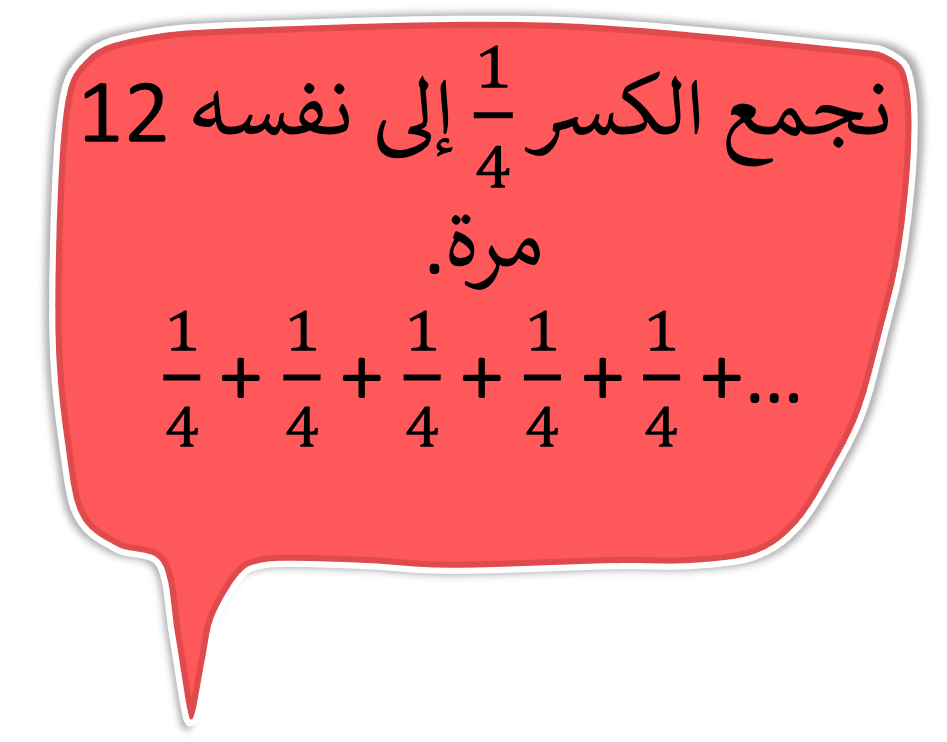 نجمع الكسر 1/4 إلى نفسه 12
مرة.
1/4 + 1/4 + 1/4 + 1/4 + 1/4 +...